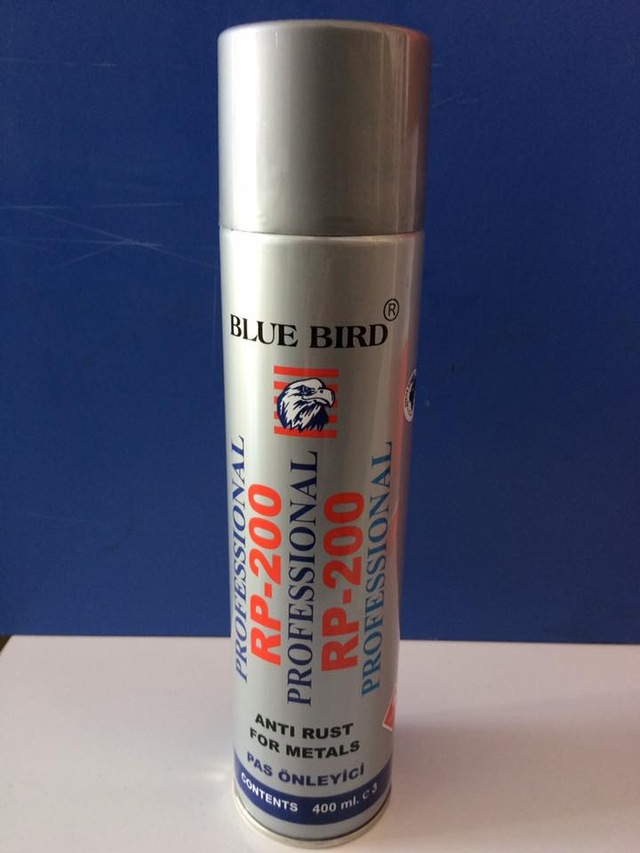 BLUE BIRD®
PROFESSIONAL
RP-200
PROFESSIONAL
RP-200
PROFESSIONAL
ANTI RUST
FOR METALS
PAS ÖNLEYİCİ
CONTENTS 400 ml. ℮ 3